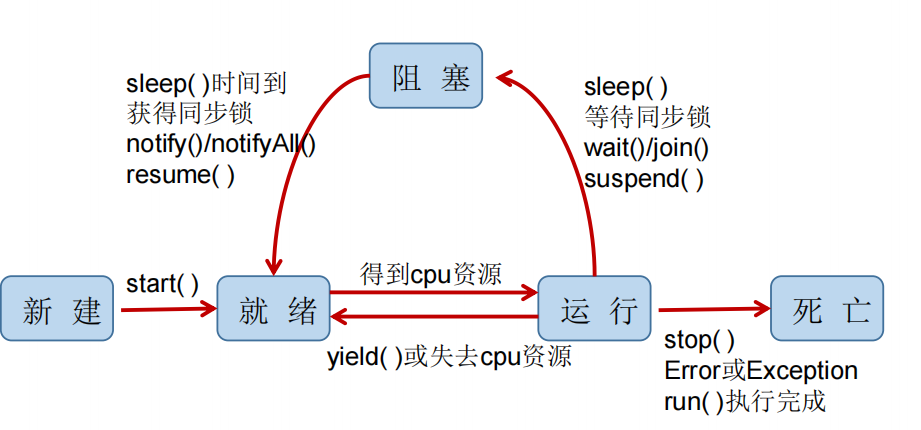 阻 塞
sleep( )时间到
获得同步锁
notify()/notifyAll()
resume( )
sleep( )
等待同步锁
wait()/join()
suspend( )
新 建
start( )
就 绪
得到cpu资源
yield( )或失去cpu资源
运 行
stop( )
Error或Exception
run( )执行完成
死 亡